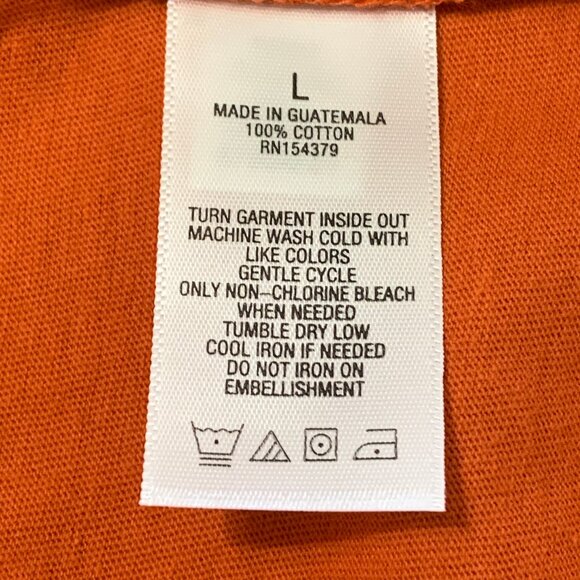 L
MADE IN GUATEMALA
100% COTTON
RN154379
TURN GARMENT INSIDE OUT
MACHINE WASH COLD WITH
LIKE COLORS
GENTLE CYCLE
ONLY NON-CHLORINE BLEACH
WHEN NEEDED
TUMBLE DRY LOW
COOL IRON IF NEEDED
DO NOT IRON ON
EMBELLISHMENT